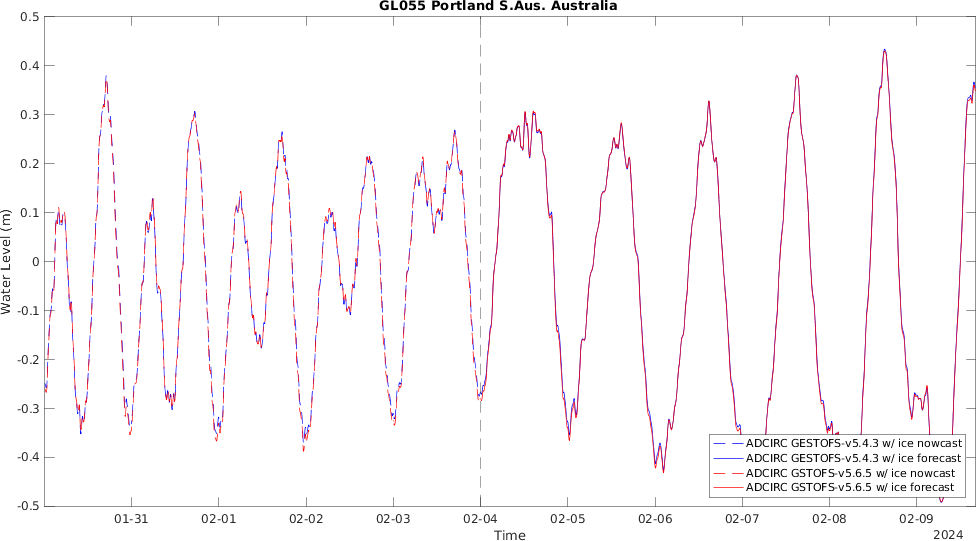 GL055 Portland S.Aus. Australia
0.5
0.4
0.3
0.2
0.1
0
-0.1
-0.2
-0.3
-0.4
-0.5
Water Level (m)
ADCIRC GESTOFS-v5.4.3 w/ ice nowcast
ADCIRC GESTOFS-v5.4.3 w/ ice forecast
ADCIRC GSTOFS-v5.6.5 w/ ice nowcast
ADCIRC GSTOFS-v5.6.5 w/ ice forecast
01-31 02-01 02-02 02-03 02-04 02-05 02-06 02-07 02-08 02-09
Time
2024